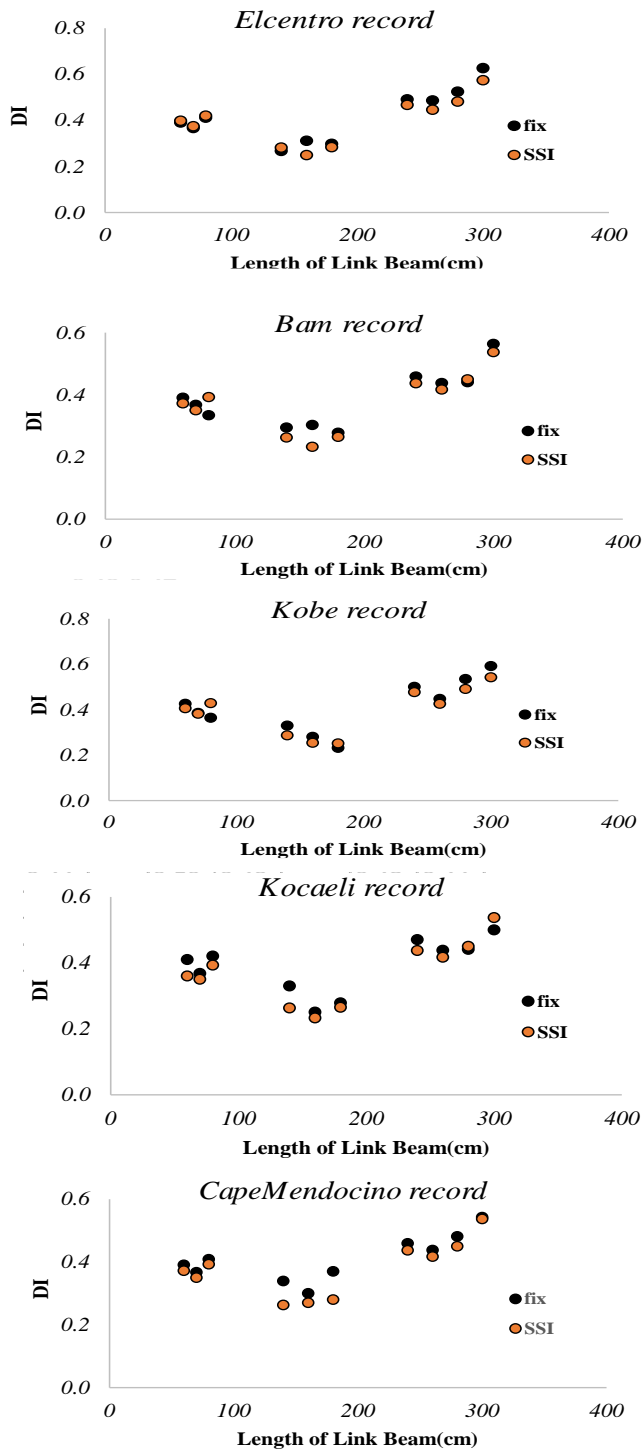 Elcentro record
0.8
0.6
0.4
0.2
0.0
DI
fix
SSI
0 100 200 300 400
Length of Link Beam(cm)
Bam record
0.6
0.4
0.2
0.0
DI
fix
SSI
0 100 200 300 400
Length of Link Beam(cm)
Kobe record
0.8
0.6
0.4
0.2
0.0
DI
fix
SSI
0 100 200 300 400
Length of Link Beam(cm)
Kocaeli record
0.6
0.4
0.2
0.0
DI
fix
SSI
0 100 200 300 400
Length of Link Beam(cm)
CapeMendocino record
0.6
0.4
0.2
0.0
DI
fix
SSI
0 100 200 300 400
Length of Link Beam(cm)